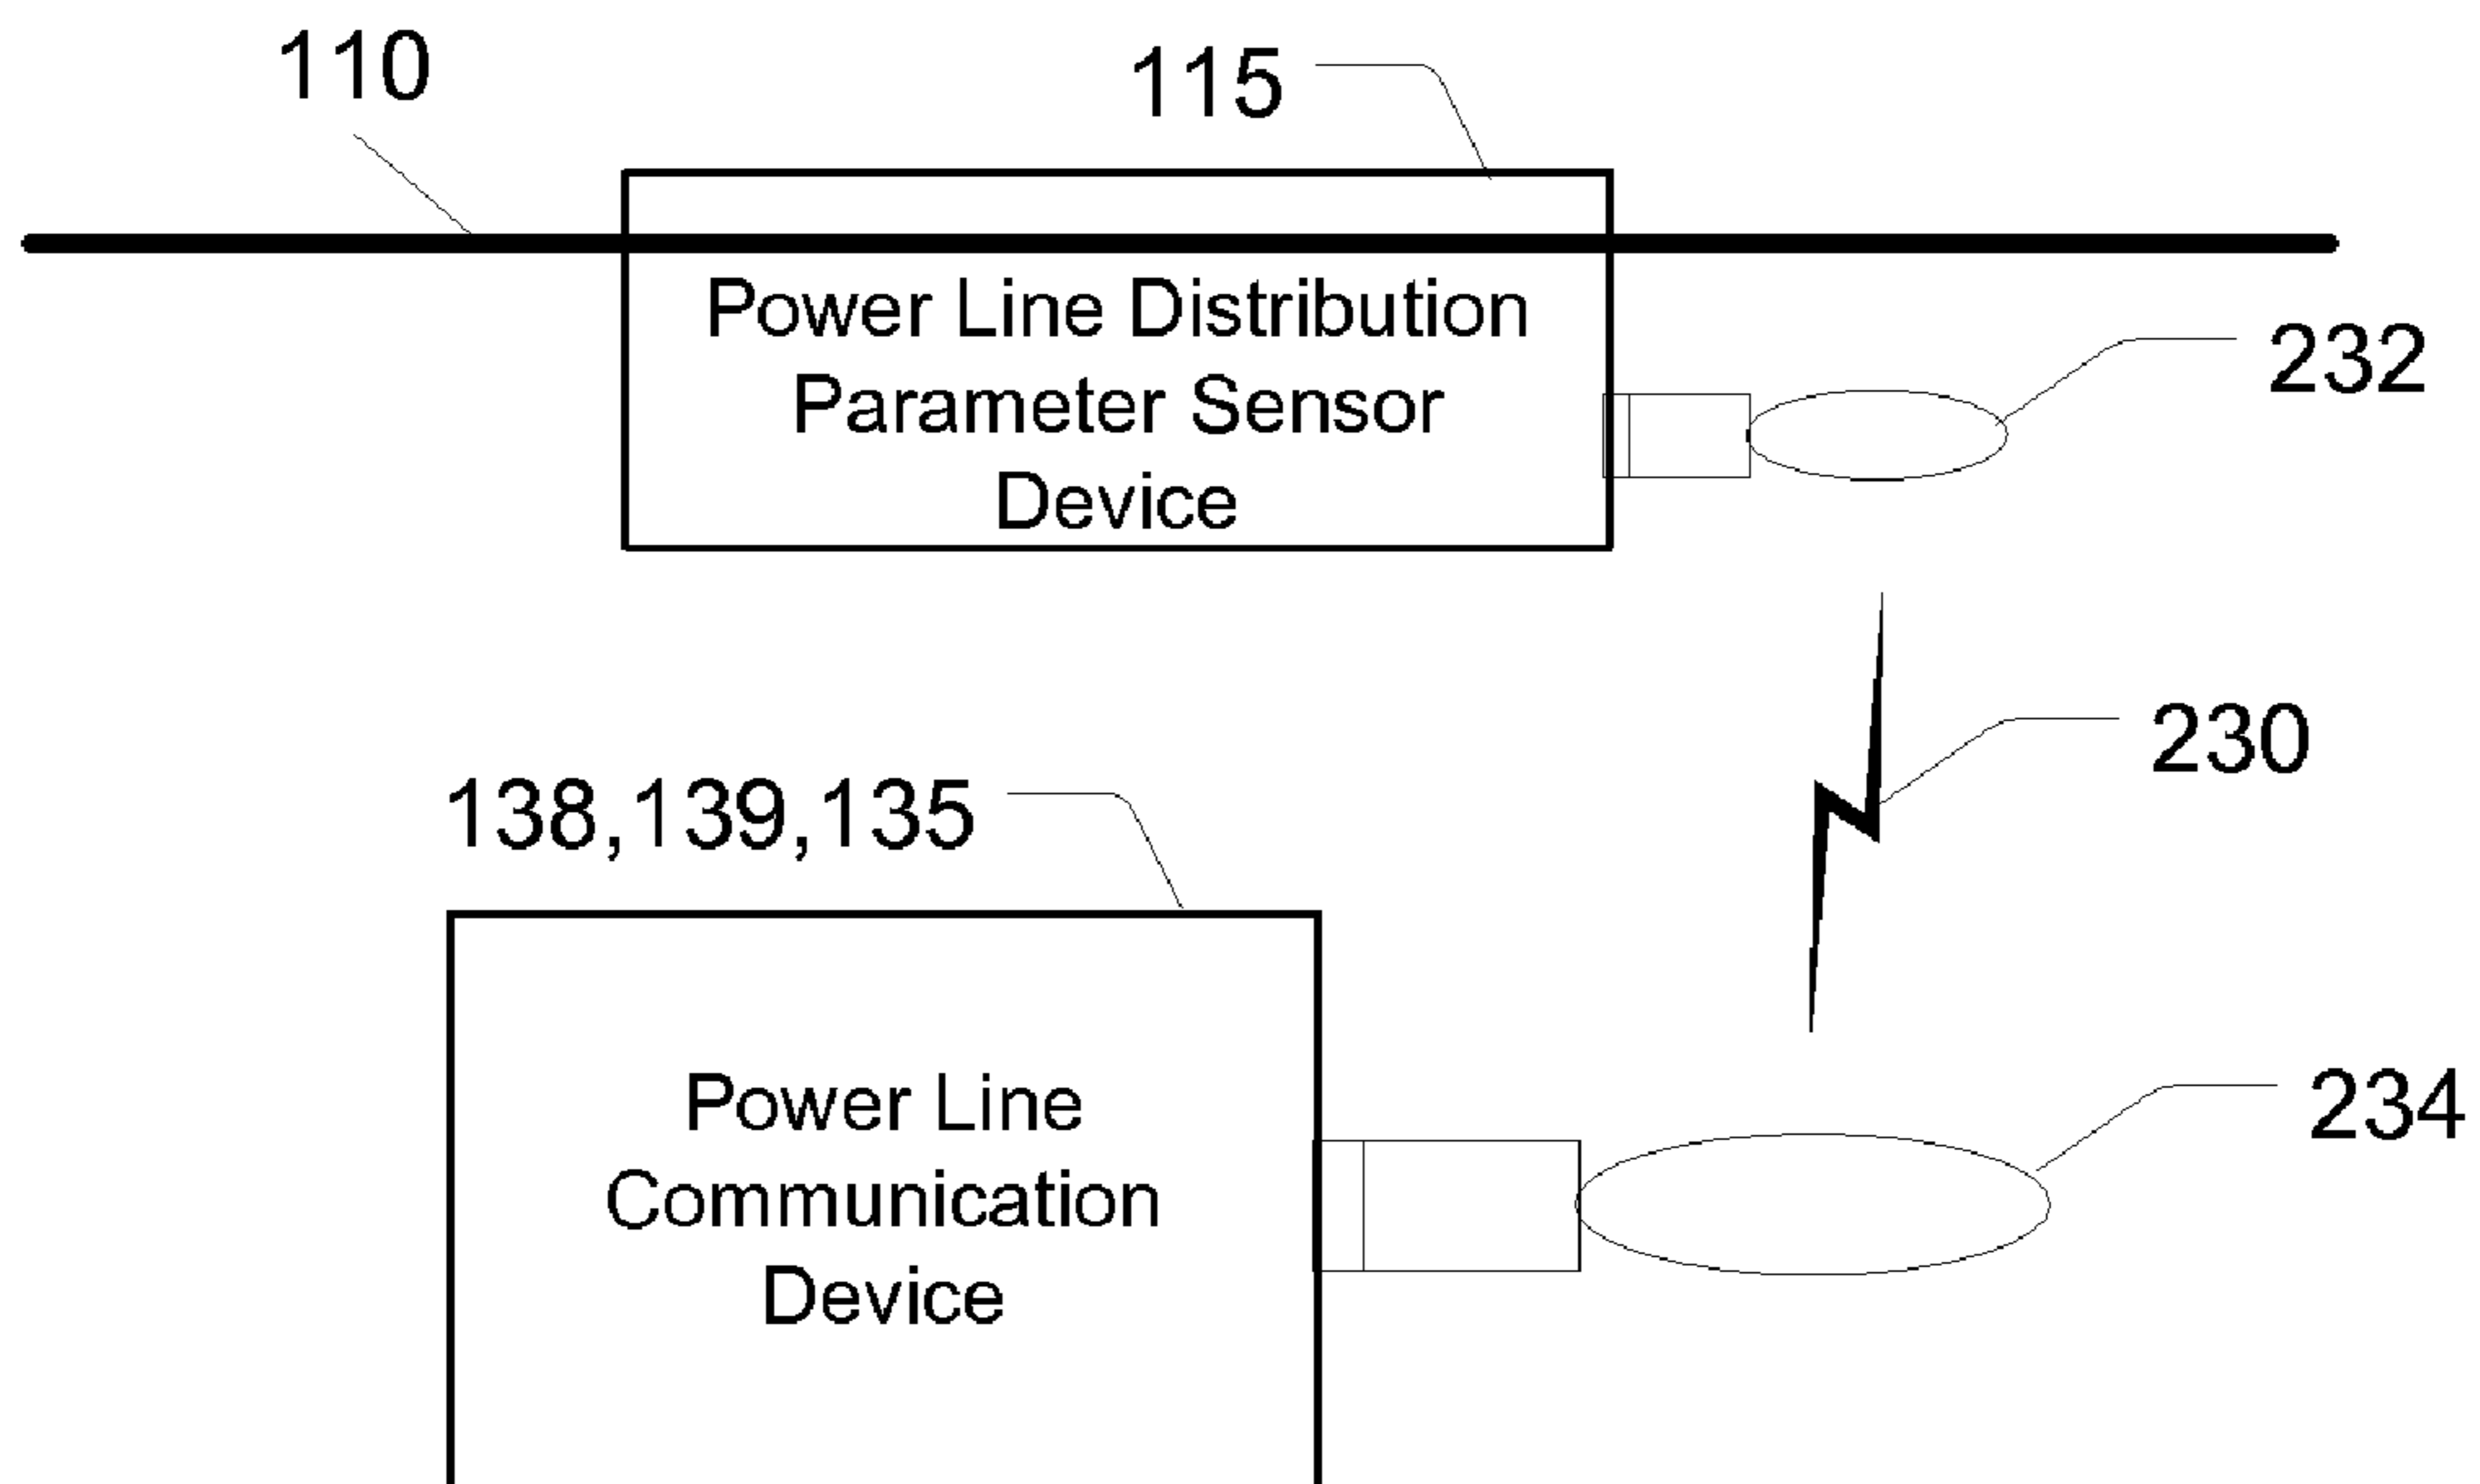 110
115
Power Line Distribution
Parameter Sensor
Device
232
230
138,139,135
Power Line
Communication
Device
234